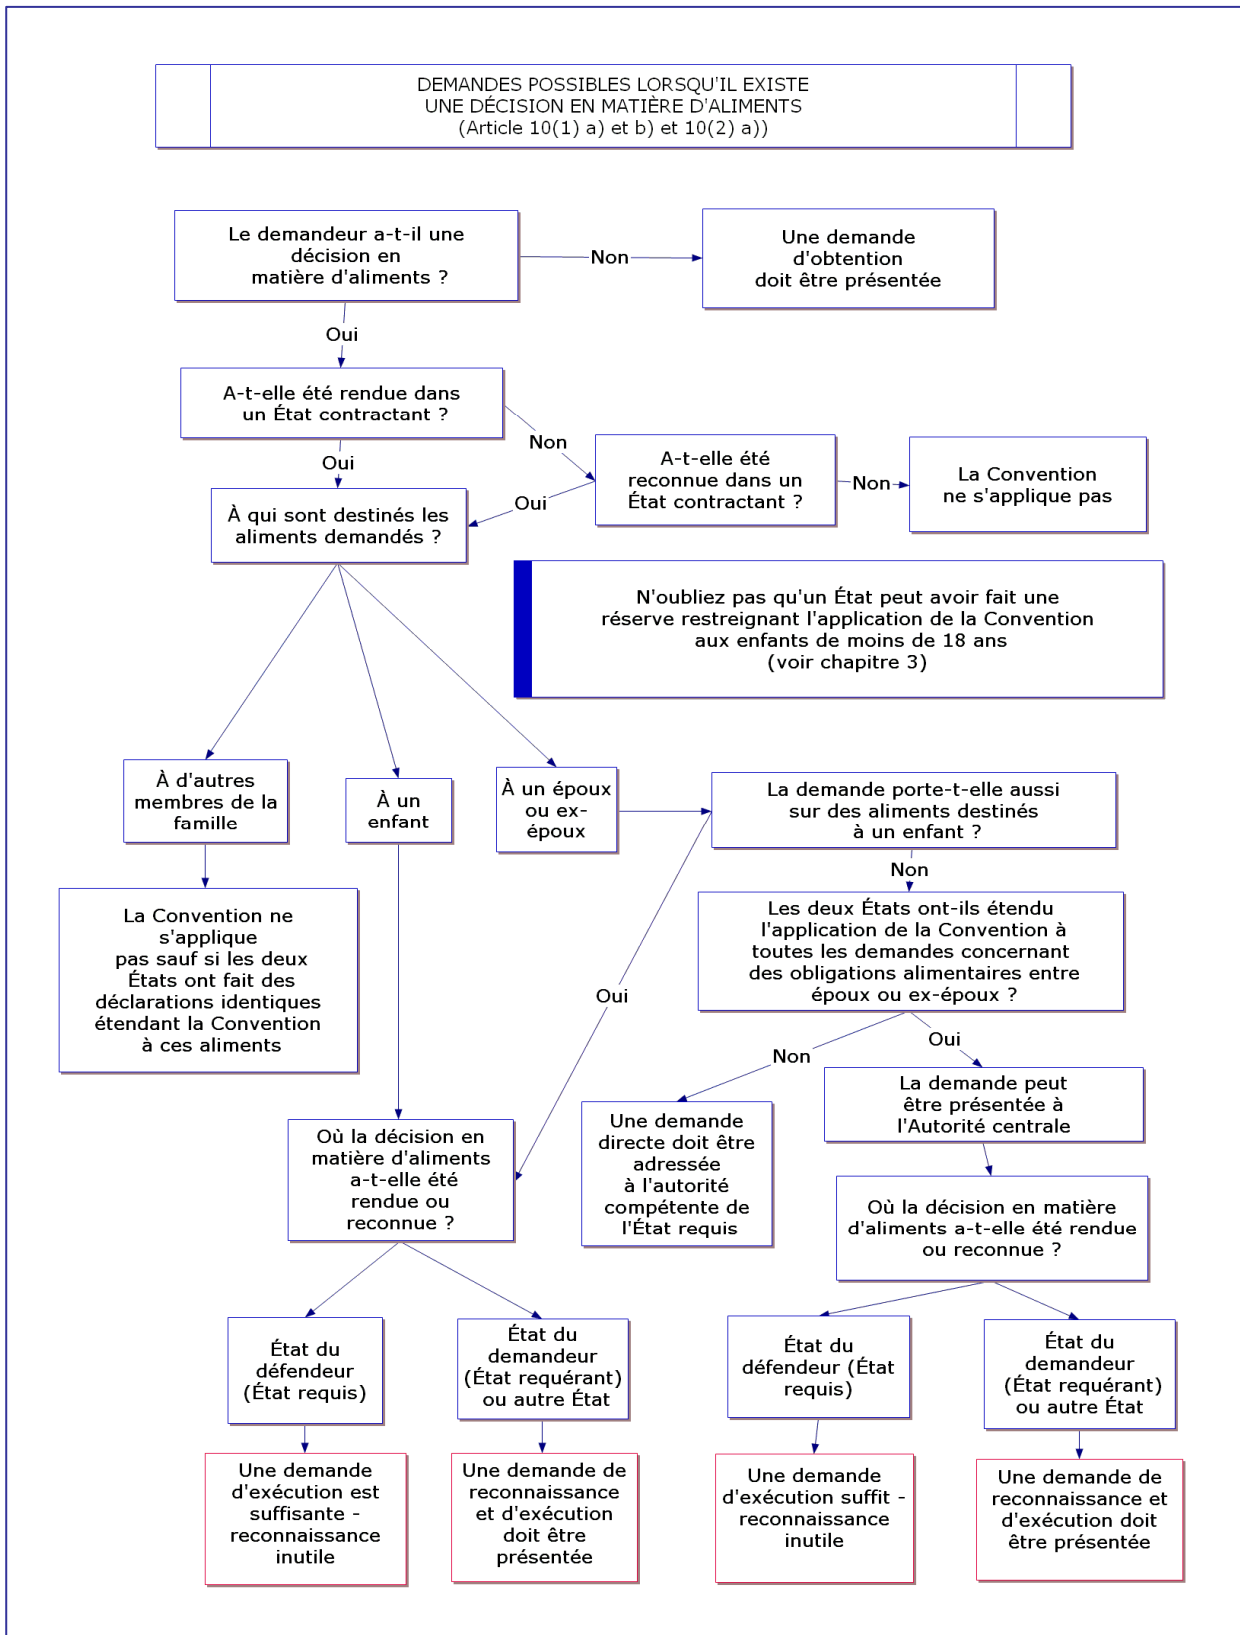 DEMANDES POSSIBLES LORSQU'IL EXISTE
UNE DÉCISION EN MATIÈRE D'ALIMENTS
(Article 10(1) a) et b) et 10(2) a))
Le demandeur a-t-il une
décision en
matière d'aliments ?
Non
Une demande
d'obtention
doit être présentée
Oui
A-t-elle été rendue dans
un État contractant ?
Non
Oui
A-t-elle été
reconnue dans un
État contractant ?
Non
La Convention
ne s'applique pas
Oui
À qui sont destinés les
aliments demandés ?
N'oubliez pas qu'un État peut avoir fait une
réserve restreignant l'application de la Convention
aux enfants de moins de 18 ans
(voir chapitre 3)
À d'autres
membres de la
famille
À un
enfant
À un époux
ou ex-
époux
La demande porte-t-elle aussi
sur des aliments destinés
à un enfant ?
Non
La Convention ne
s'applique
pas sauf si les deux
États ont fait des
déclarations identiques
étendant la Convention
à ces aliments
Les deux États ont-ils étendu
l'application de la Convention à
toutes les demandes concernant
des obligations alimentaires entre
époux ou ex-époux ?
Oui
Non
Oui
La demande peut
être présentée à
l'Autorité centrale
Où la décision en
matière d'aliments
a-t-elle été
rendue ou
reconnue ?
Une demande
directe doit être
adressée
à l'autorité
compétente de
l'État requis
Où la décision en matière
d'aliments a-t-elle été rendue
ou reconnue ?
État du
défendeur
(État requis)
État du
demandeur
(État requérant)
ou autre État
État du
défendeur (État
requis)
État du
demandeur
(État requérant)
ou autre État
Une demande
d'exécution est
suffisante -
reconnaissance
inutile
Une demande de
reconnaissance
et d'exécution
doit être
présentée
Une demande
d'exécution suffit -
reconnaissance
inutile
Une demande de
reconnaissance et
d'exécution doit
être présentée